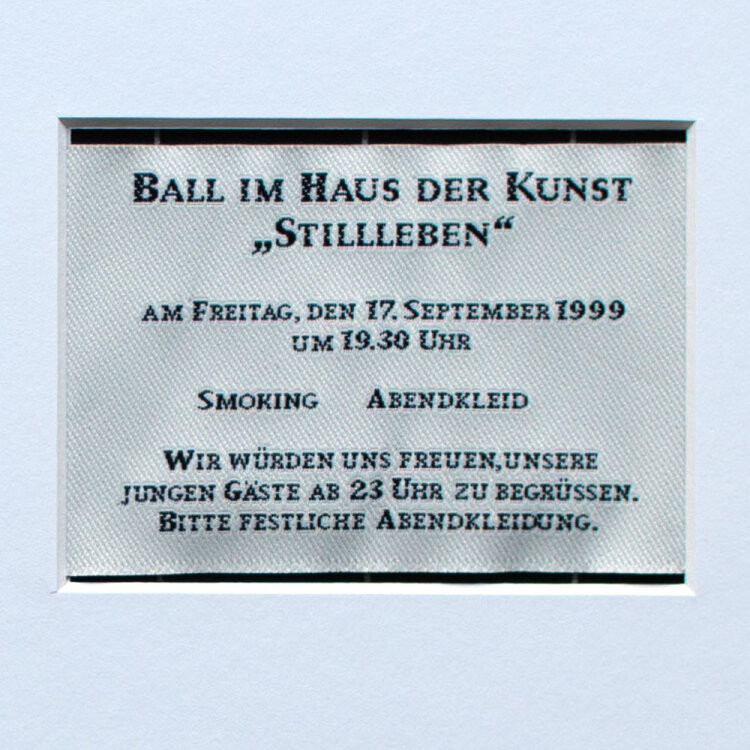 BALL IM HAUS DER KUNST
„STILLLEBEN“
AM FREITAG, DEN 17. SEPTEMBER 1999
UM 19.30 UHR
SMOKING ABENDKLEID
WIR WÜRDEN UNS FREUEN,UNSERE
JUNGEN GÄSTE AB 23 UHR ZU BEGRÜSSEN.
BITTE FESTLICHE ABENDKLEIDUNG.